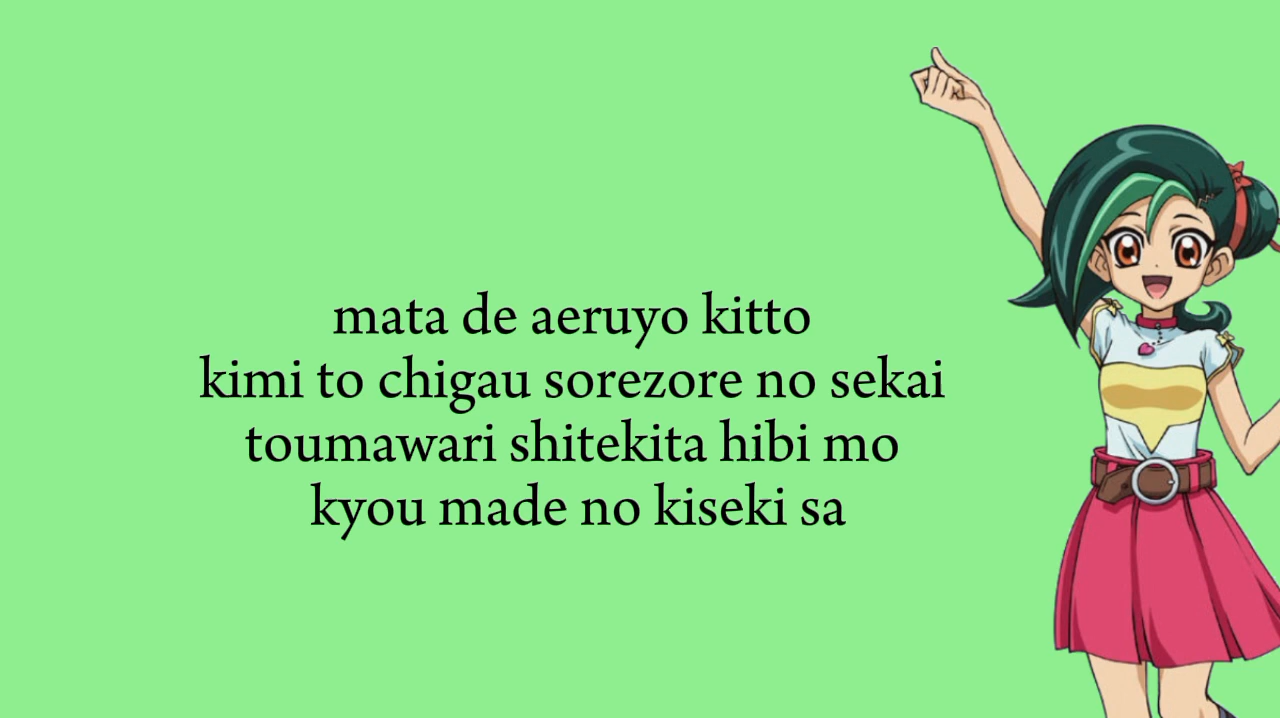 mata de aeruyo kitto
kimi to chigau sorezore no sekai
toumawari shitekita hibi mo
kyou made no kiseki sa